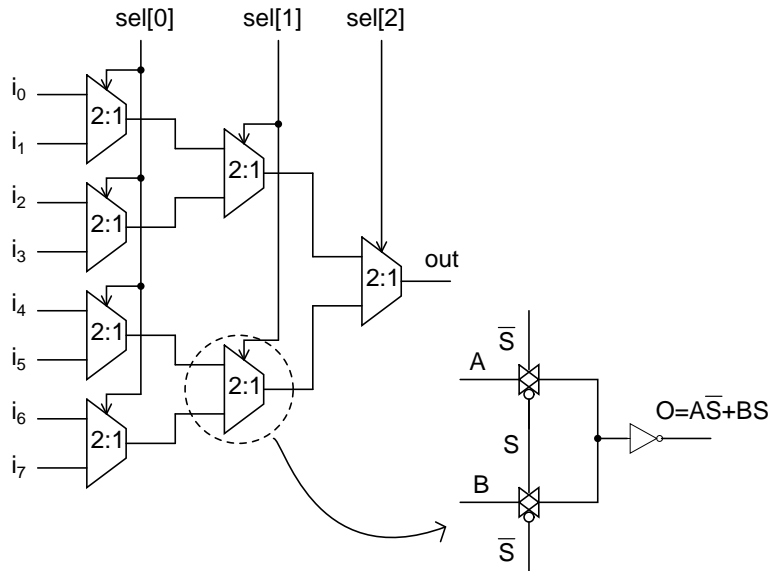 sel[0]
sel[1]
sel[2]
i₀
2:1
i₁
2:1
i₂
2:1
i₃
out
2:1
i₄
2:1
i₅
2:1
i₆
2:1
i₇
S̅
A
O=AS̅+BS
S
B
S̅